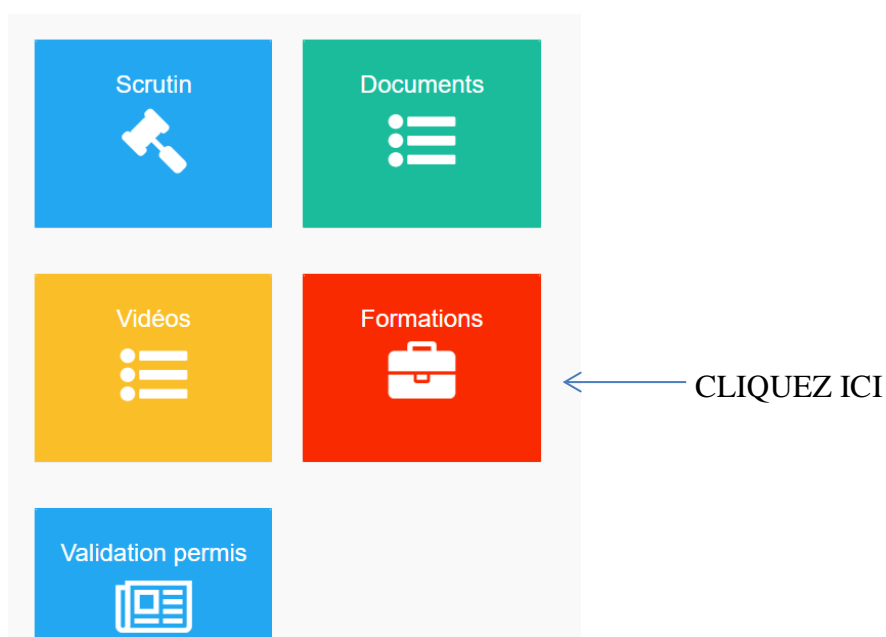 Scrutin
Documents
Vidéos
Formations
CLIQUEZ ICI
Validation permis